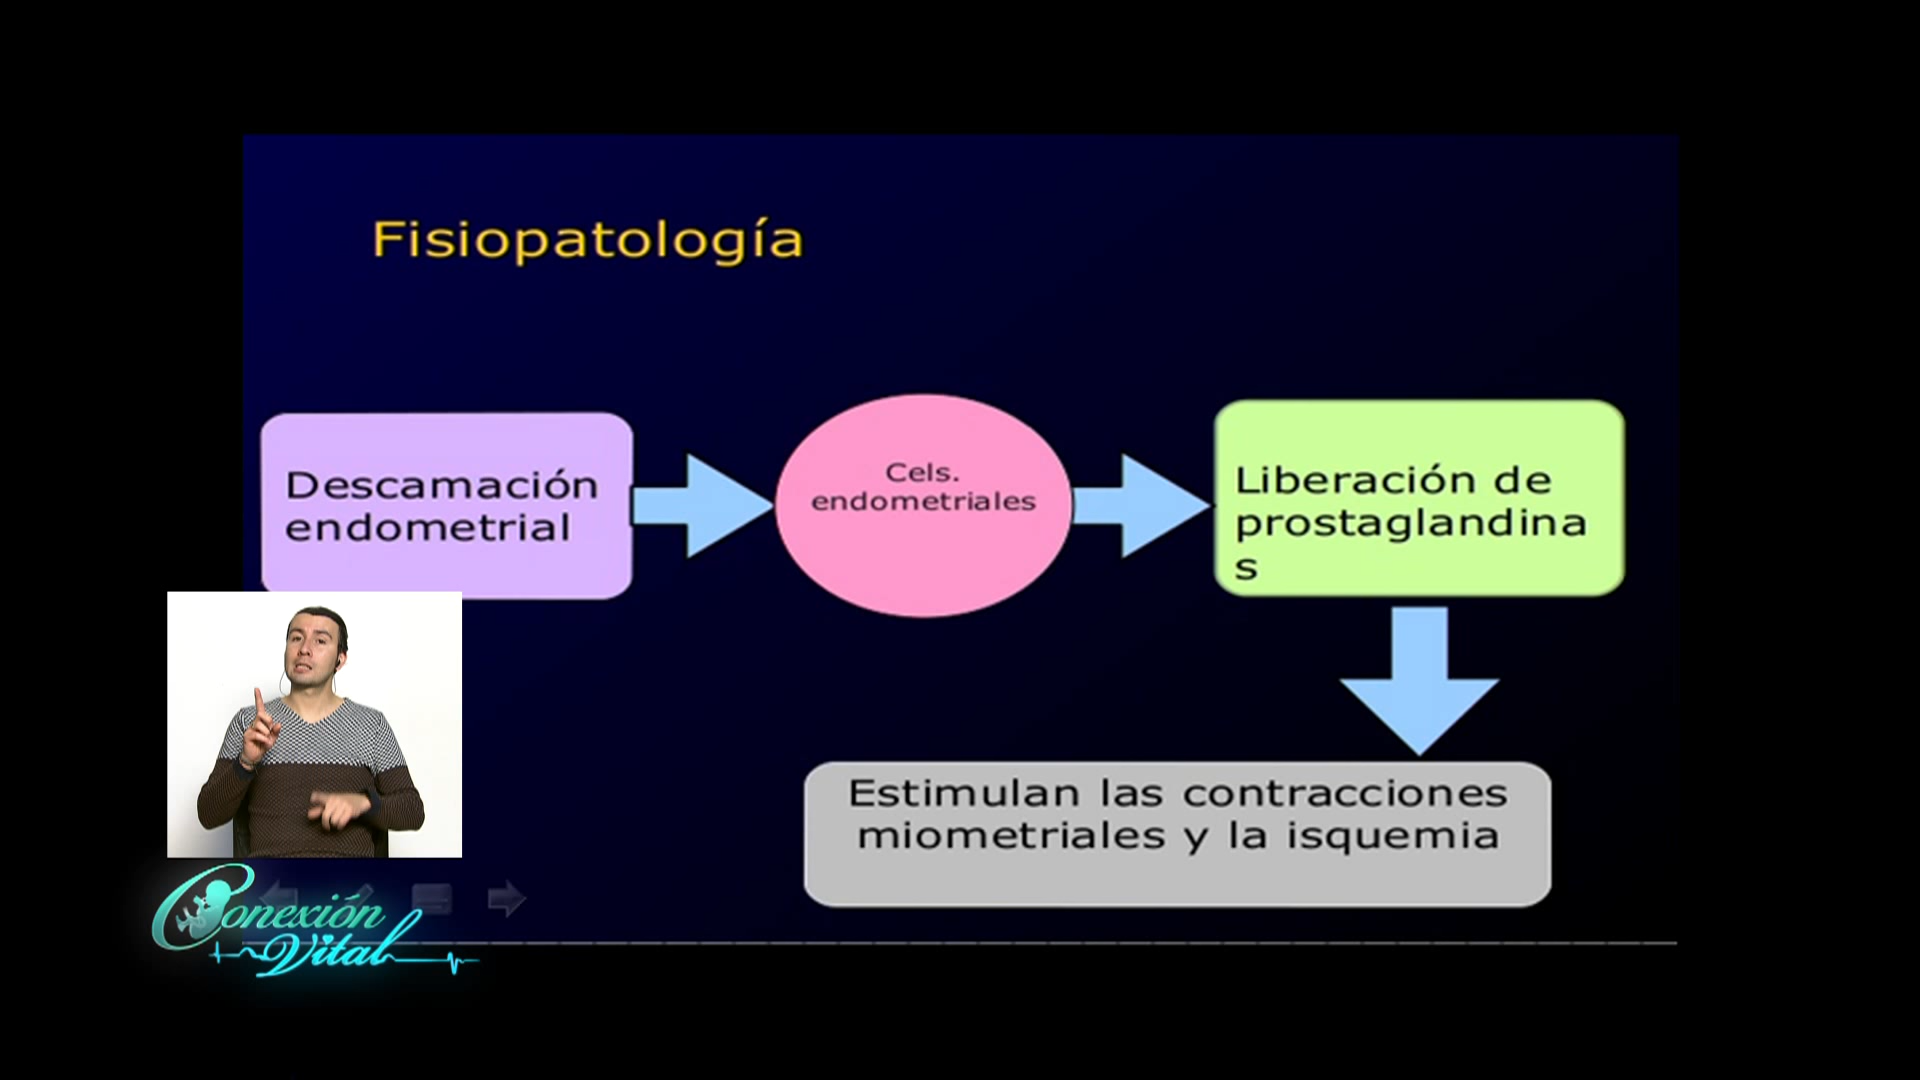 Fisiopatología
Descamación
endometrial
Cels.
endometriales
Liberación de
prostaglandina
s
Estimulan las contracciones
miometriales y la isquemia
Conexión
Vital